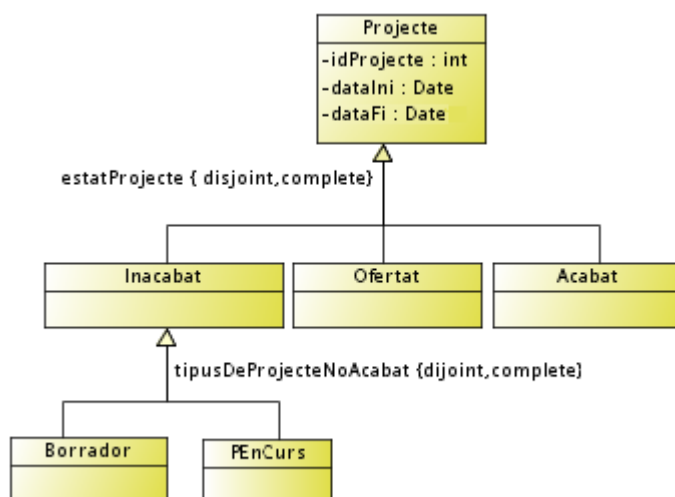 Projecte
-idProjecte : int
-dataIni : Date
-dataFi : Date
estatProjecte { disjoint,complete}
Inacabat
Ofertat
Acabat
tipusDeProjecteNoAcabat {dijoint,complete}
Borrador
PEnCurs